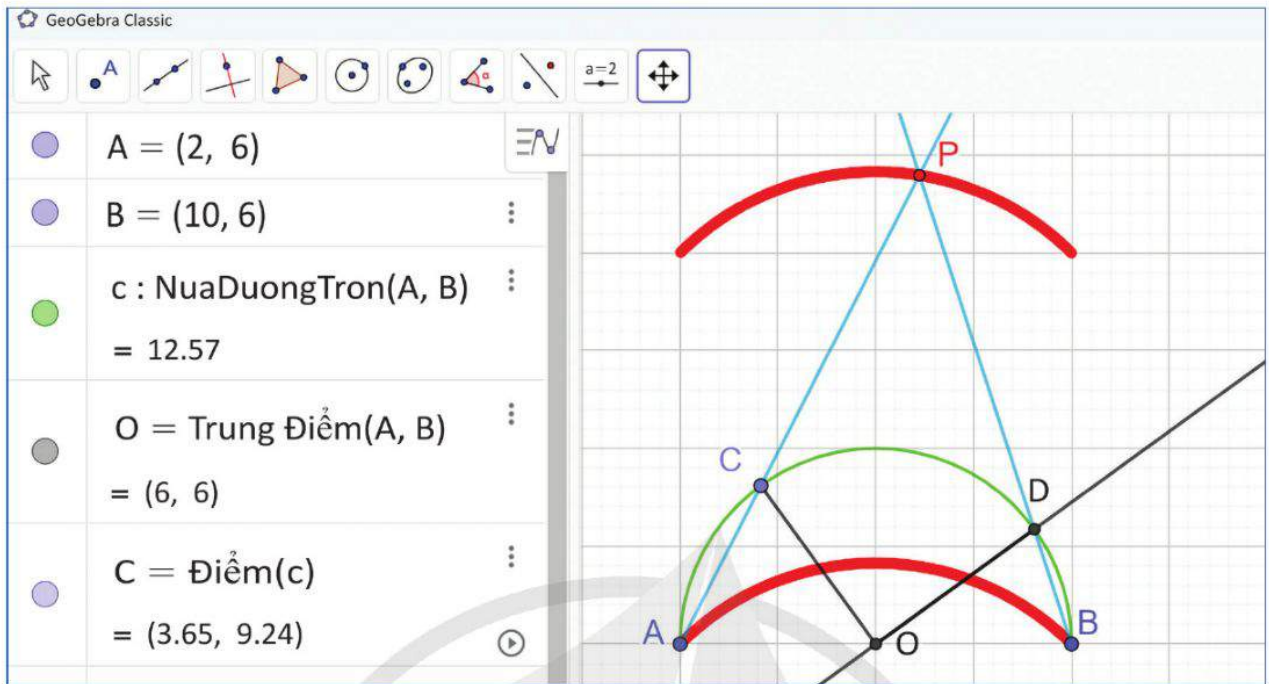 GeoGebra Classic
A
a=2
A = (2, 6)
B = (10, 6)
c : NuaDuongTron(A, B)
= 12.57
O = Trung Điểm(A, B)
= (6, 6)
C = Điểm(c)
= (3.65, 9.24)
P
C
D
A
O
B